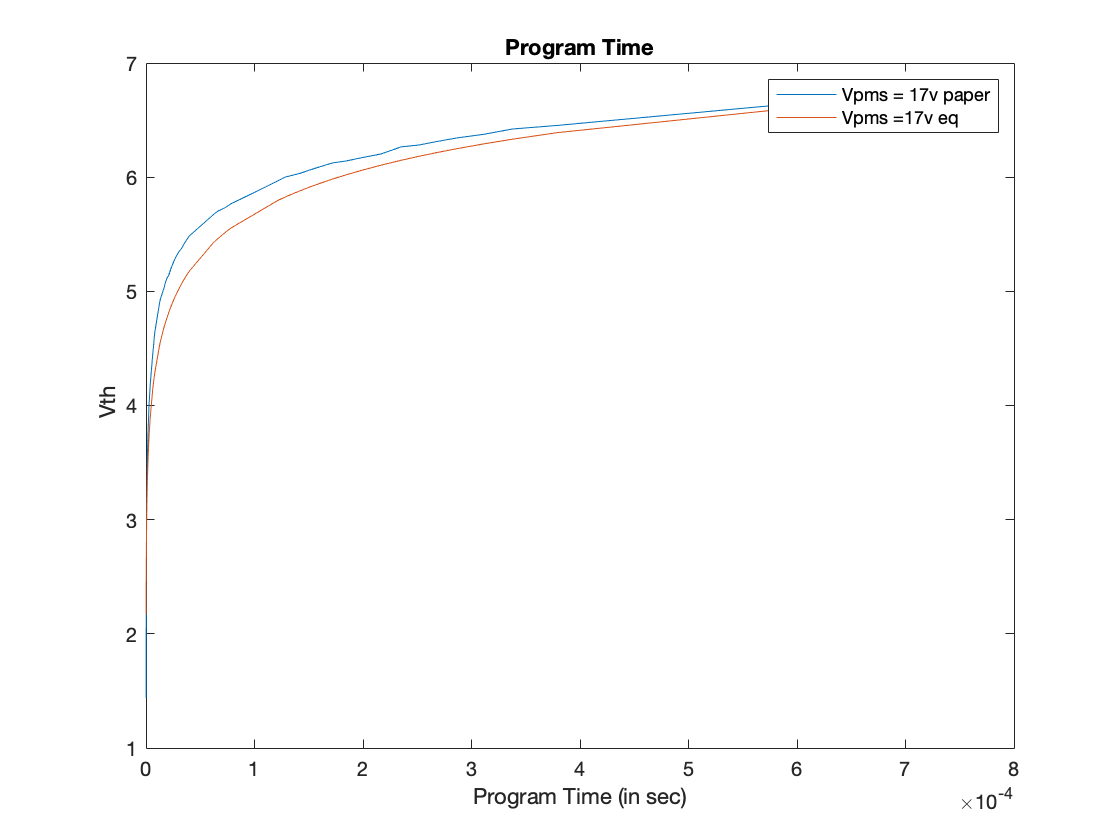 Program Time
Vpms = 17v paper
Vpms =17v eq
7
6
5
4
3
2
1
Vth
0 1 2 3 4 5 6 7 8
Program Time (in sec)
×10-4